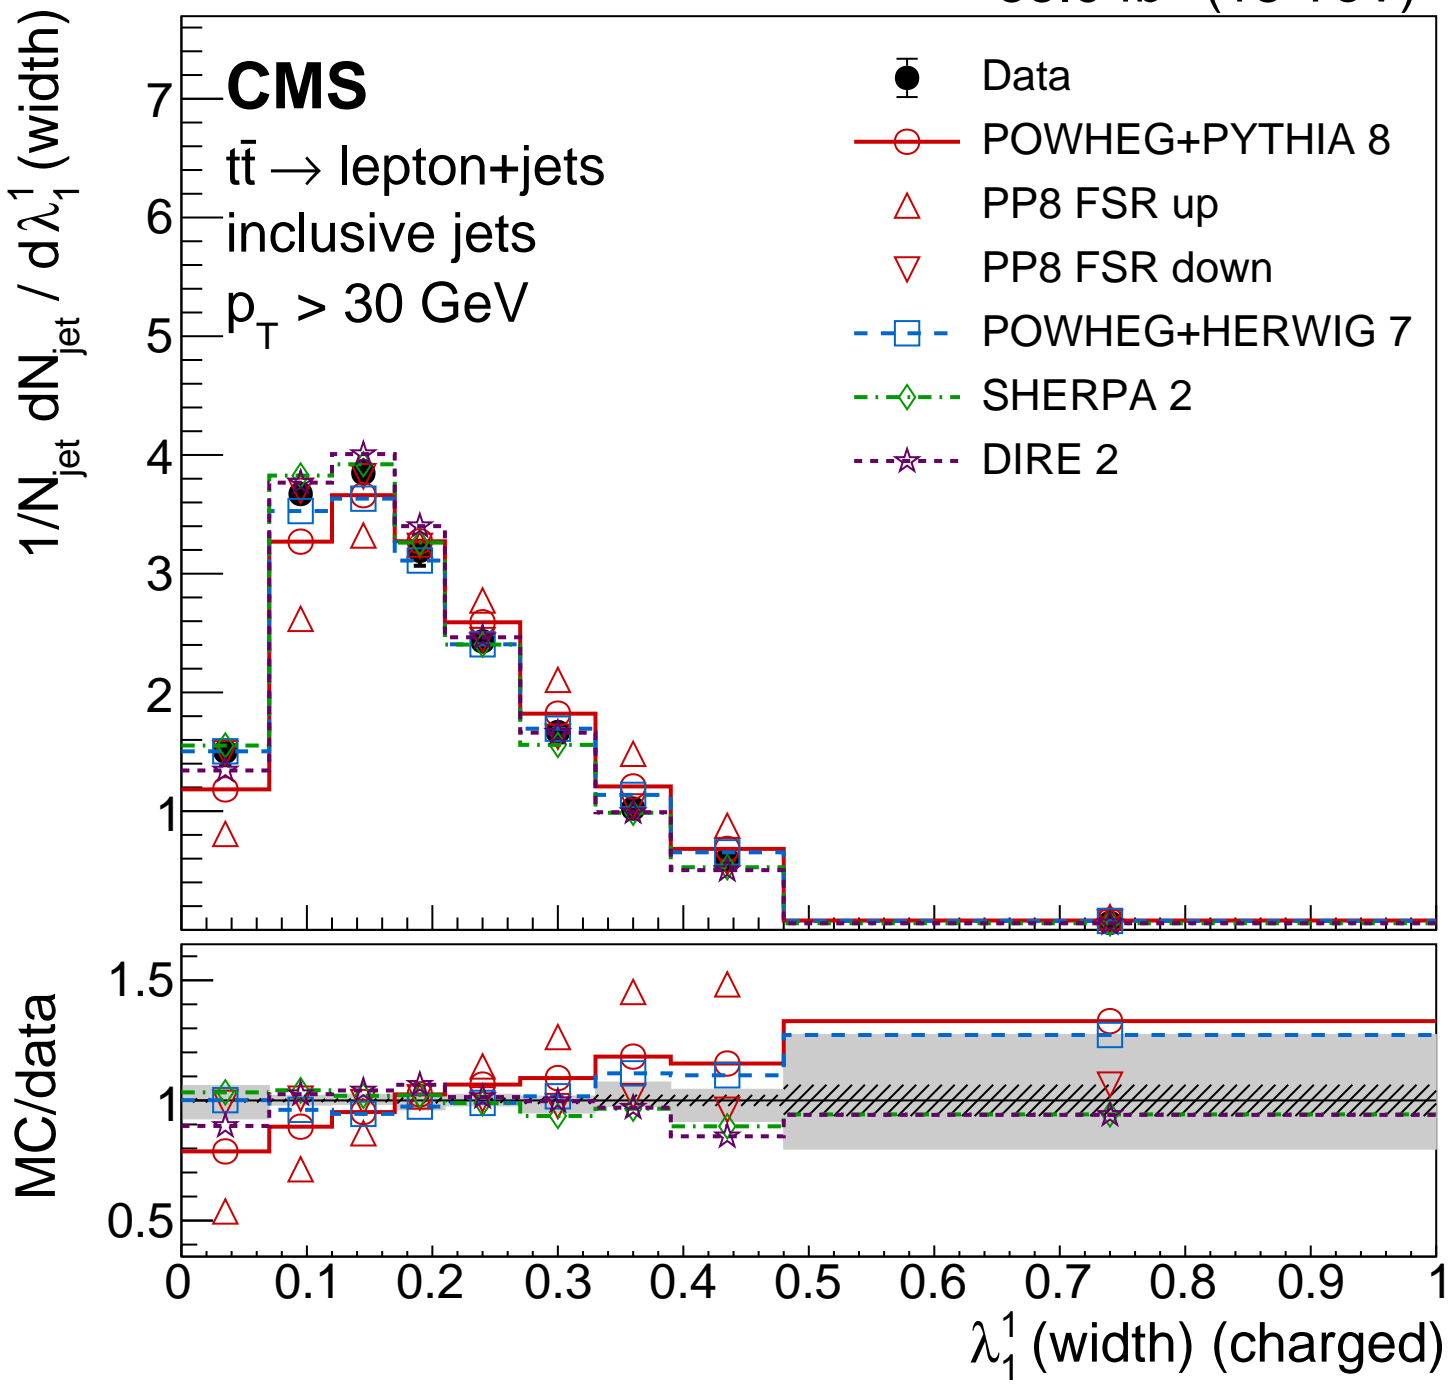 CMS
tt̄ → lepton+jets
inclusive jets
p_T > 30 GeV
Data
POWHEG+PYTHIA 8
PP8 FSR up
PP8 FSR down
POWHEG+HERWIG 7
SHERPA 2
DIRE 2
1/N_jet dN_jet / dλ_1^1 (width)
7
6
5
4
3
2
1
MC/data
1.5
1
0.5
0 0.1 0.2 0.3 0.4 0.5 0.6 0.7 0.8 0.9 1
λ_1^1 (width) (charged)